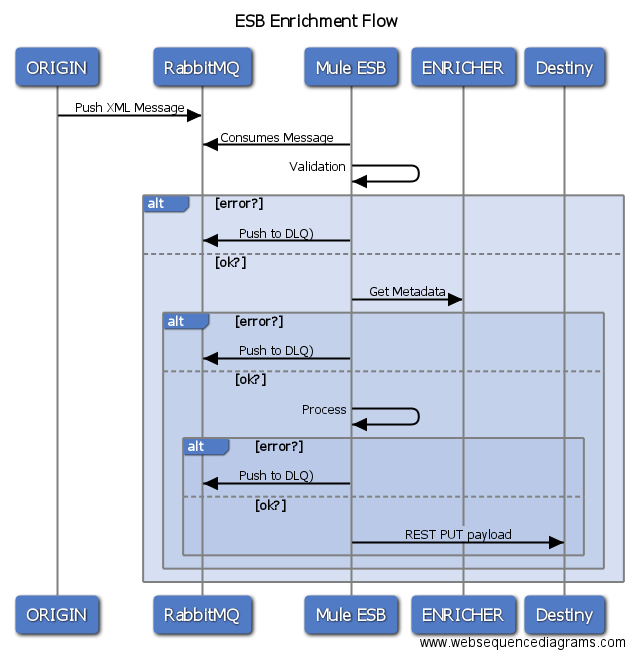 ESB Enrichment Flow
ORIGIN RabbitMQ Mule ESB ENRICHER Destiny
Push XML Message
Consumes Message
Validation
alt [error?]
Push to DLQ)
[ok?]
Get Metadata
alt [error?]
Push to DLQ)
[ok?]
Process
alt [error?]
Push to DLQ)
[ok?]
REST PUT payload
ORIGIN RabbitMQ Mule ESB ENRICHER Destiny
www.websequencediagrams.com